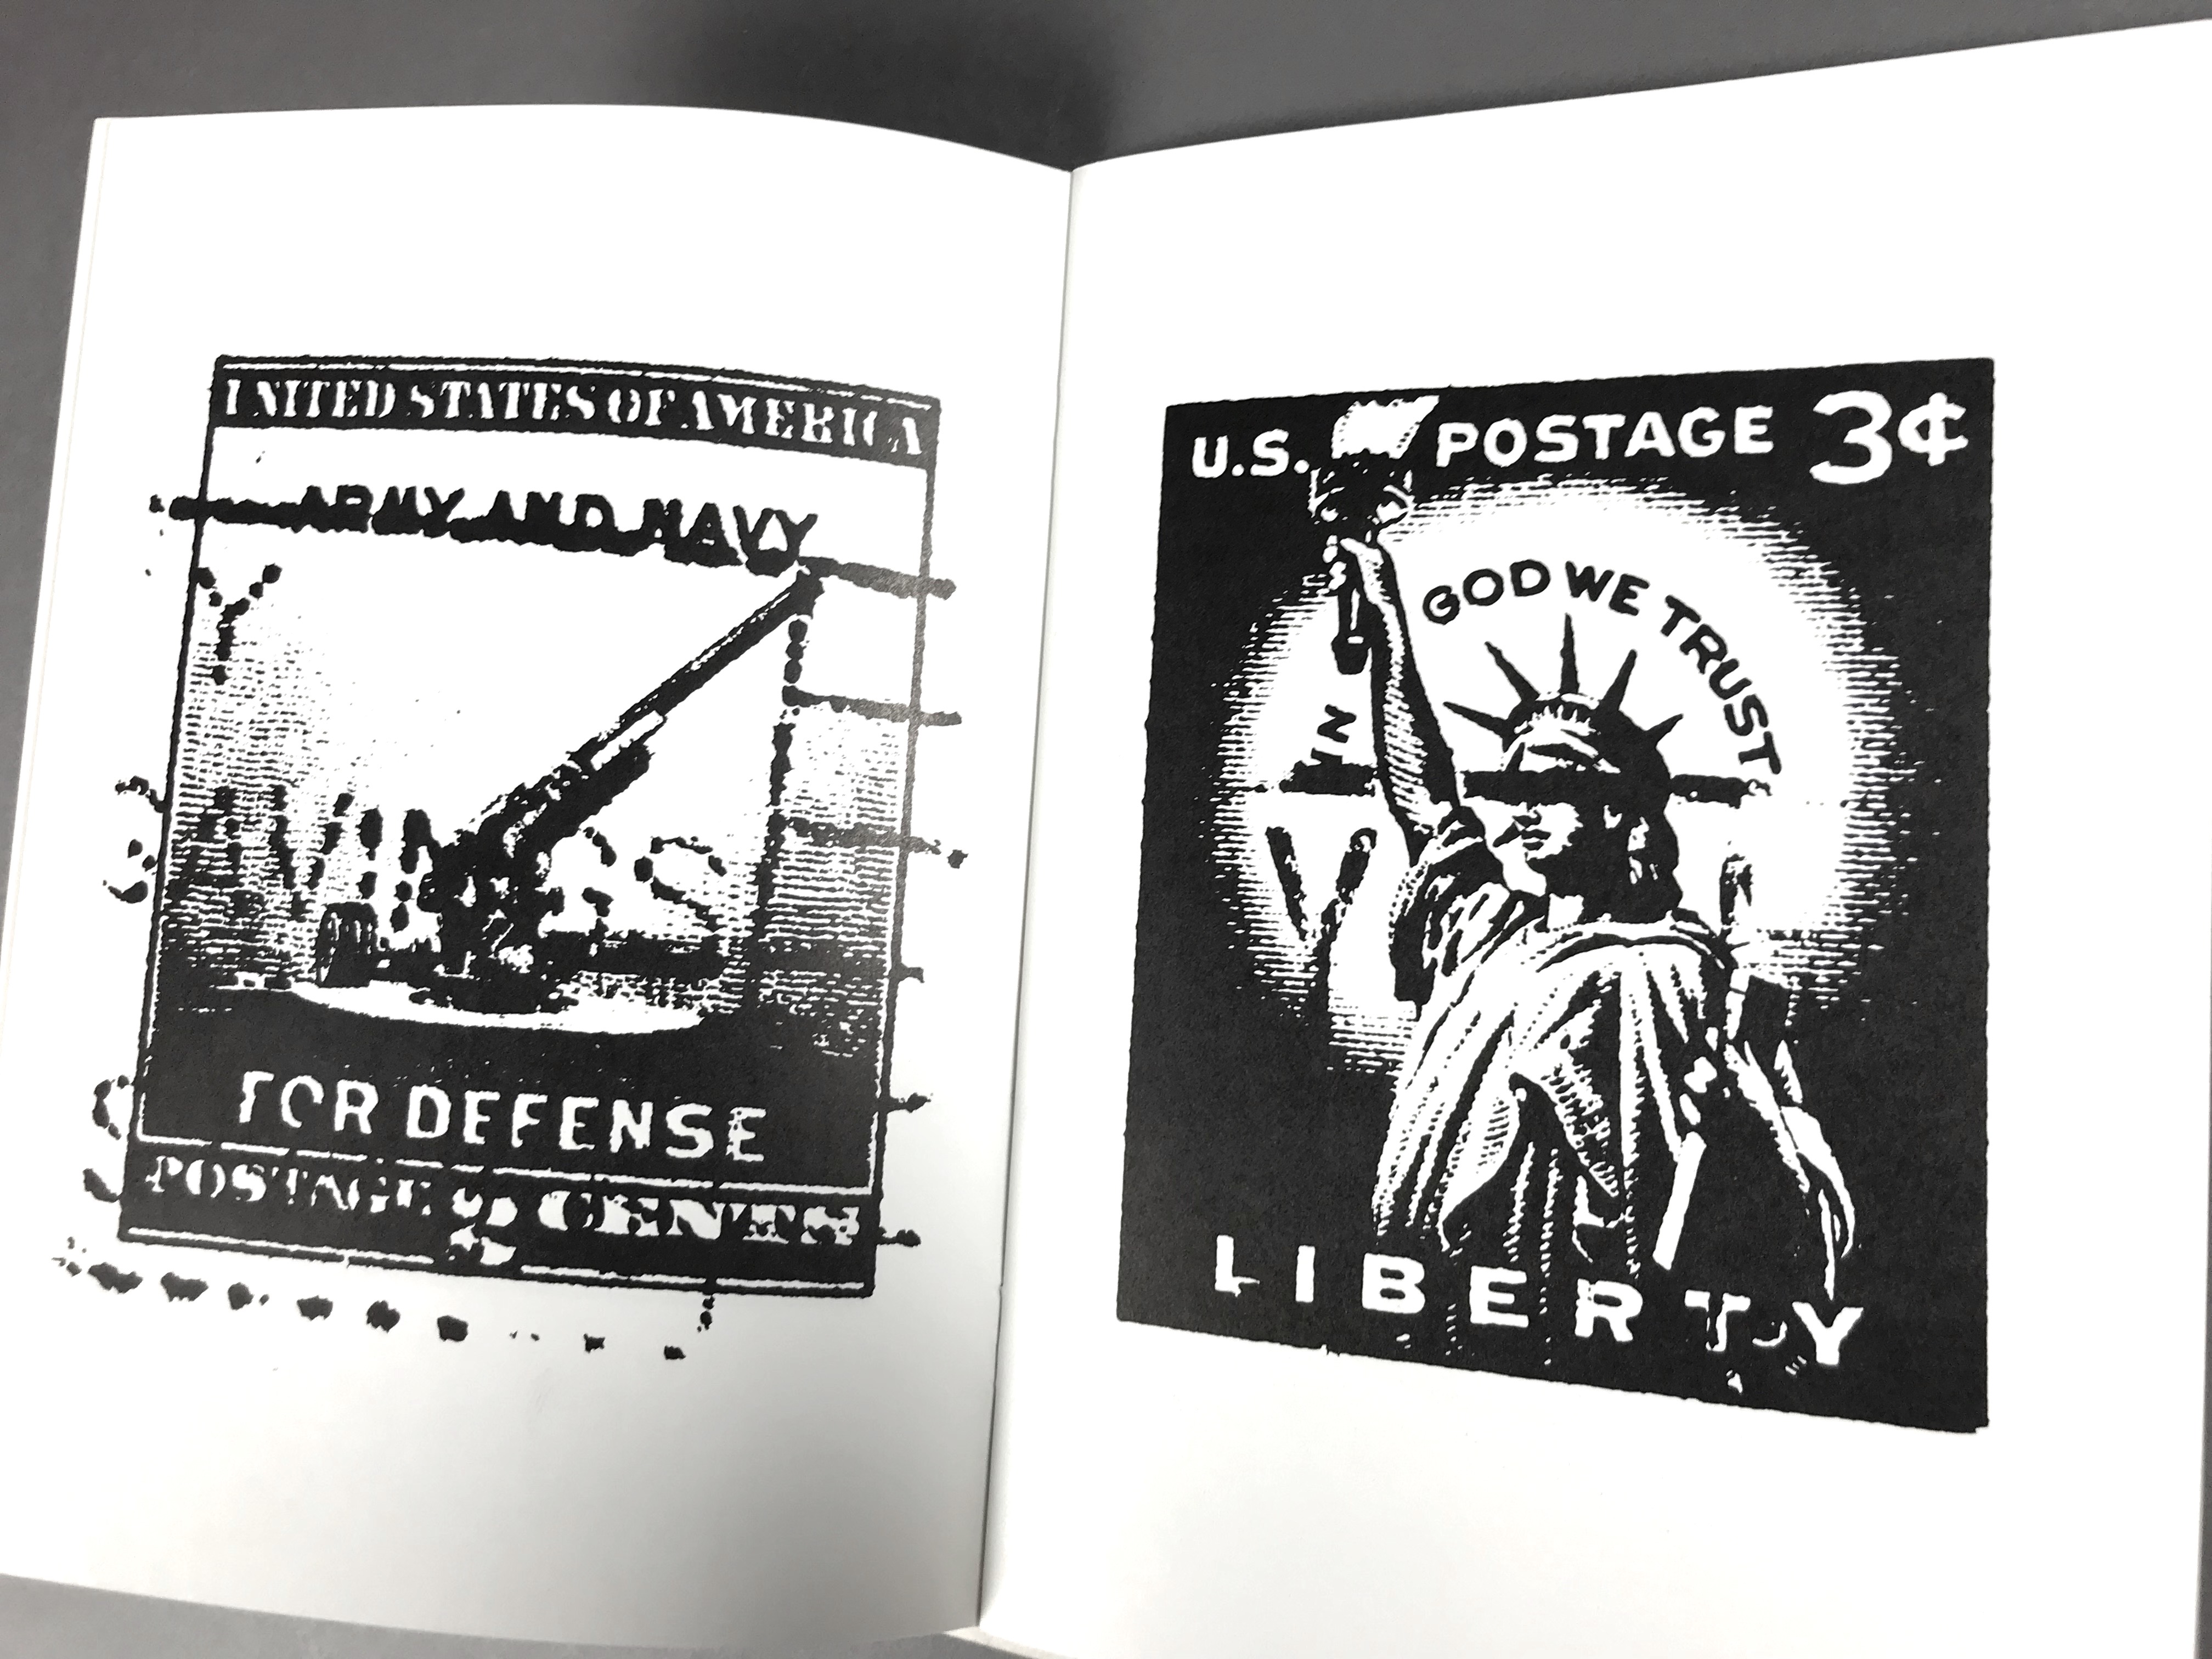 UNITED STATES OF AMERICA
ARMY AND NAVY
Y
FOR DEFENSE
POSTAGE 2 CENTS
U.S. POSTAGE 3¢
IN GOD WE TRUST
LIBERTY